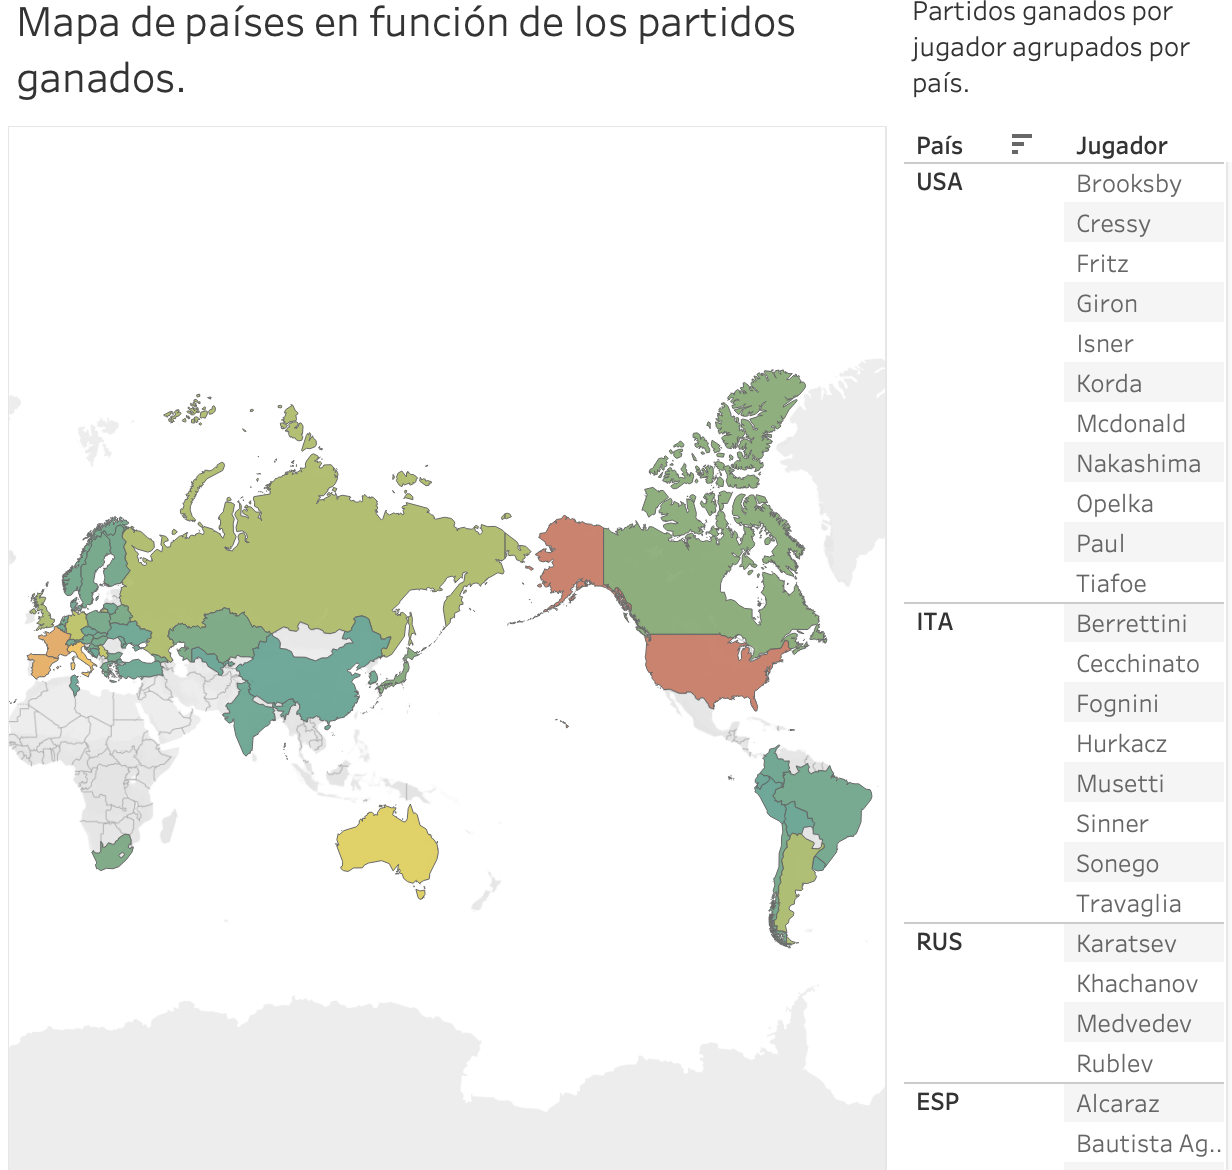 Mapa de países en función de los partidos
ganados.
Partidos ganados por
jugador agrupados por
país.
País Jugador
USA Brooksby
Cressy
Fritz
Giron
Isner
Korda
Mcdonald
Nakashima
Opelka
Paul
Tiafoe
ITA Berrettini
Cecchinato
Fognini
Hurkacz
Musetti
Sinner
Sonego
Travaglia
RUS Karatsev
Khachanov
Medvedev
Rublev
ESP Alcaraz
Bautista Ag..